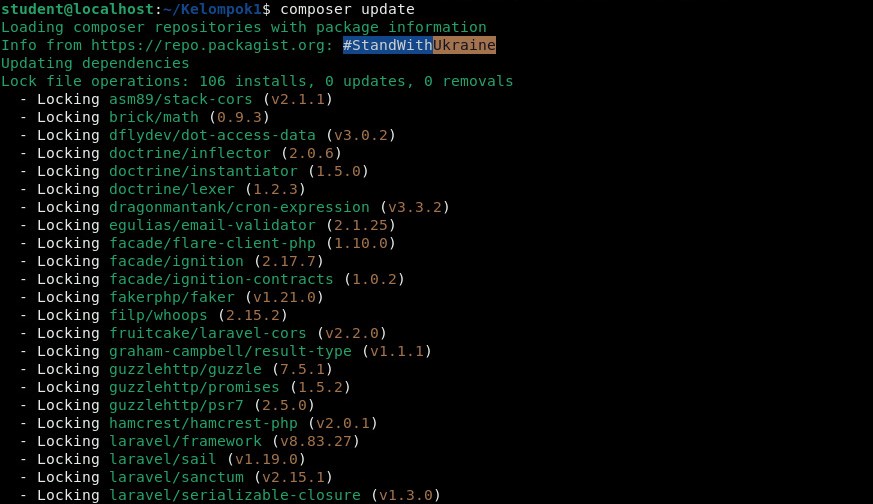 student@localhost:~/Kelompok1$ composer update
Loading composer repositories with package information
Info from https://repo.packagist.org: #StandWithUkraine
Updating dependencies
Lock file operations: 106 installs, 0 updates, 0 removals
  - Locking asm89/stack-cors (v2.1.1)
  - Locking brick/math (0.9.3)
  - Locking dflydev/dot-access-data (v3.0.2)
  - Locking doctrine/inflector (2.0.6)
  - Locking doctrine/instantiator (1.5.0)
  - Locking doctrine/lexer (1.2.3)
  - Locking dragonmantank/cron-expression (v3.3.2)
  - Locking egulias/email-validator (2.1.25)
  - Locking facade/flare-client-php (1.10.0)
  - Locking facade/ignition (2.17.7)
  - Locking facade/ignition-contracts (1.0.2)
  - Locking fakerphp/faker (v1.21.0)
  - Locking filp/whoops (2.15.2)
  - Locking fruitcake/laravel-cors (v2.2.0)
  - Locking graham-campbell/result-type (v1.1.1)
  - Locking guzzlehttp/guzzle (7.5.1)
  - Locking guzzlehttp/promises (1.5.2)
  - Locking guzzlehttp/psr7 (2.5.0)
  - Locking hamcrest/hamcrest-php (v2.0.1)
  - Locking laravel/framework (v8.83.27)
  - Locking laravel/sail (v1.19.0)
  - Locking laravel/sanctum (v2.15.1)
  - Locking laravel/serializable-closure (v1.3.0)